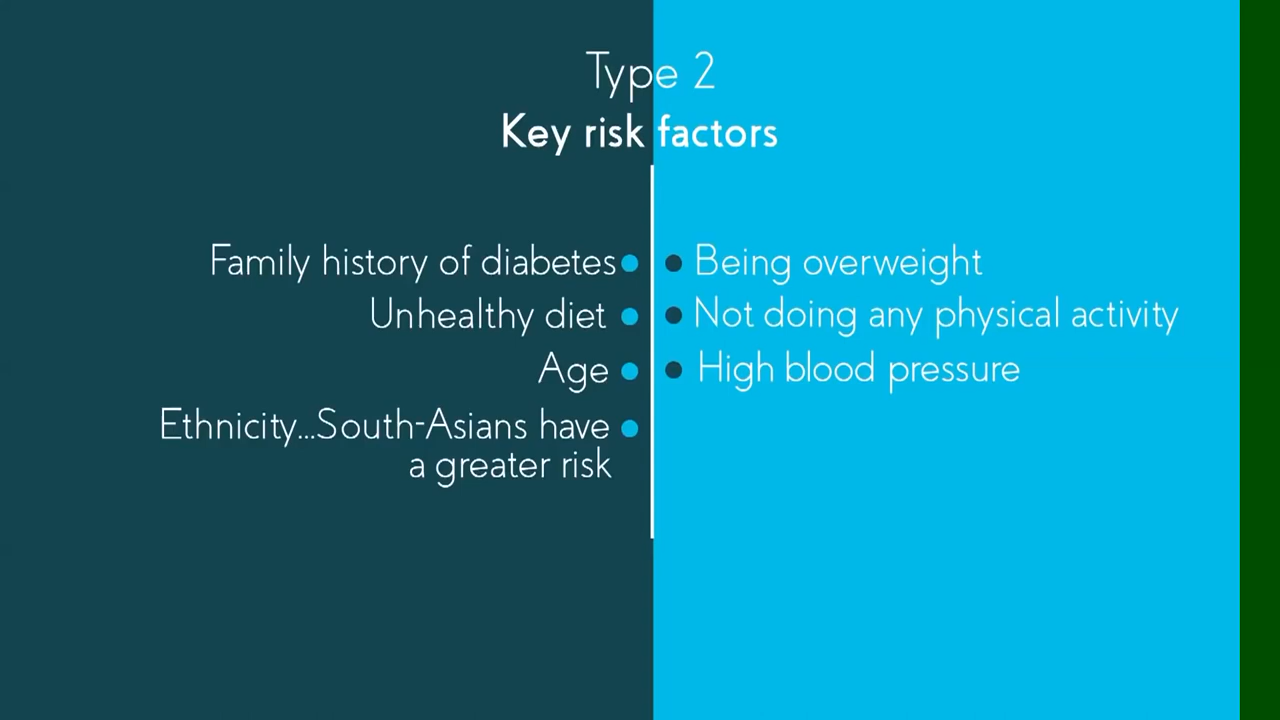 Type 2
Key risk factors
Family history of diabetes
Unhealthy diet
Age
Ethnicity...South-Asians have
a greater risk
Being overweight
Not doing any physical activity
High blood pressure